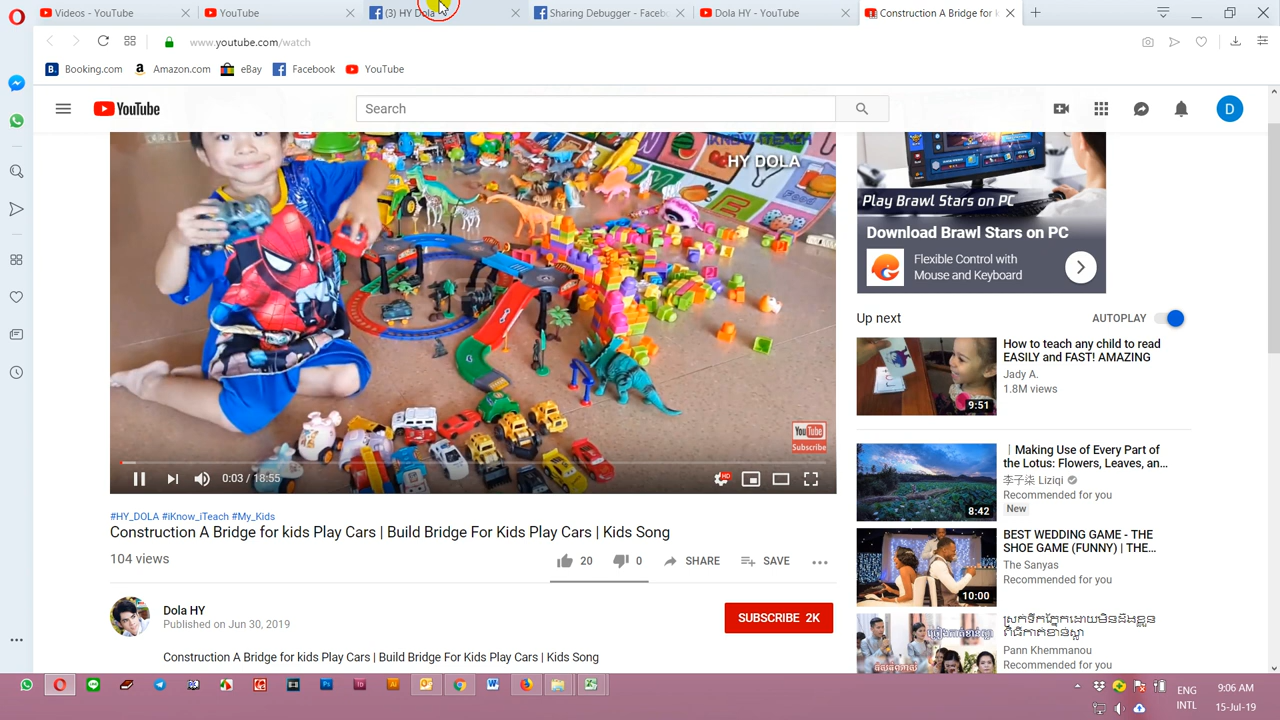 Videos - YouTube
YouTube
(3) HY Dola
Sharing Debugger - Faceb
Dola HY - YouTube
Construction A Bridge for k
www.youtube.com/watch
Booking.com
Amazon.com
eBay
Facebook
YouTube
YouTube
Search
D
IKNOW ITEACH
HY DOLA
Play Brawl Stars on PC
Download Brawl Stars on PC
Flexible Control with
Mouse and Keyboard
Up next
AUTOPLAY
How to teach any child to read
EASILY and FAST! AMAZING
Jady A.
1.8M views
9:51
You Tube
Subscribe
0:03 / 18:55
HD
| Making Use of Every Part of
the Lotus: Flowers, Leaves, an...
李子柒 Liziqi
Recommended for you
New
8:42
#HY_DOLA #iKnow_iTeach #My_Kids
Construction A Bridge for kids Play Cars | Build Bridge For Kids Play Cars | Kids Song
104 views
20
0
SHARE
SAVE
BEST WEDDING GAME - THE
SHOE GAME (FUNNY) | THE...
The Sanyas
Recommended for you
10:00
Dola HY
Published on Jun 30, 2019
SUBSCRIBE 2K
Construction A Bridge for kids Play Cars | Build Bridge For Kids Play Cars | Kids Song
Pann Khemmanou
Recommended for you
ENG
INTL
9:06 AM
15-Jul-19